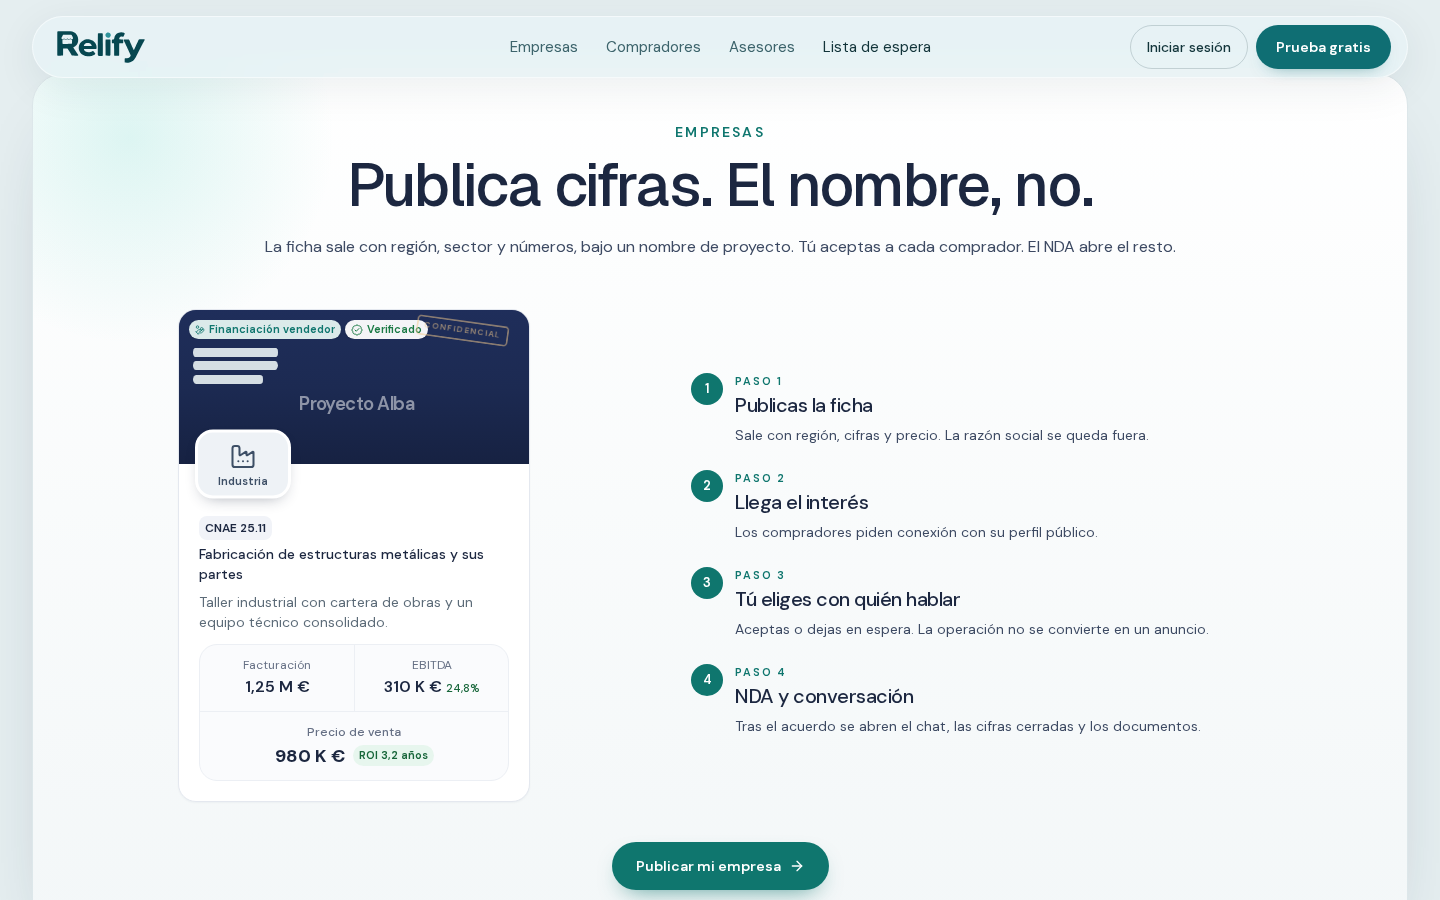 Relify
Empresas
Compradores
Asesores
Lista de espera
Iniciar sesión
Prueba gratis
EMPRESAS
Publica cifras. El nombre, no.
La ficha sale con región, sector y números, bajo un nombre de proyecto. Tú aceptas a cada comprador. El NDA abre el resto.
Financiación vendedor
Verificado
CONFIDENCIAL
Proyecto Alba
Industria
CNAE 25.11
Fabricación de estructuras metálicas y sus
partes
Taller industrial con cartera de obras y un
equipo técnico consolidado.
Facturación
1,25 M €
EBITDA
310 K € 24,8%
Precio de venta
980 K € ROI 3,2 años
1
PASO 1
Publicas la ficha
Sale con región, cifras y precio. La razón social se queda fuera.
2
PASO 2
Llega el interés
Los compradores piden conexión con su perfil público.
3
PASO 3
Tú eliges con quién hablar
Aceptas o dejas en espera. La operación no se convierte en un anuncio.
4
PASO 4
NDA y conversación
Tras el acuerdo se abren el chat, las cifras cerradas y los documentos.
Publicar mi empresa